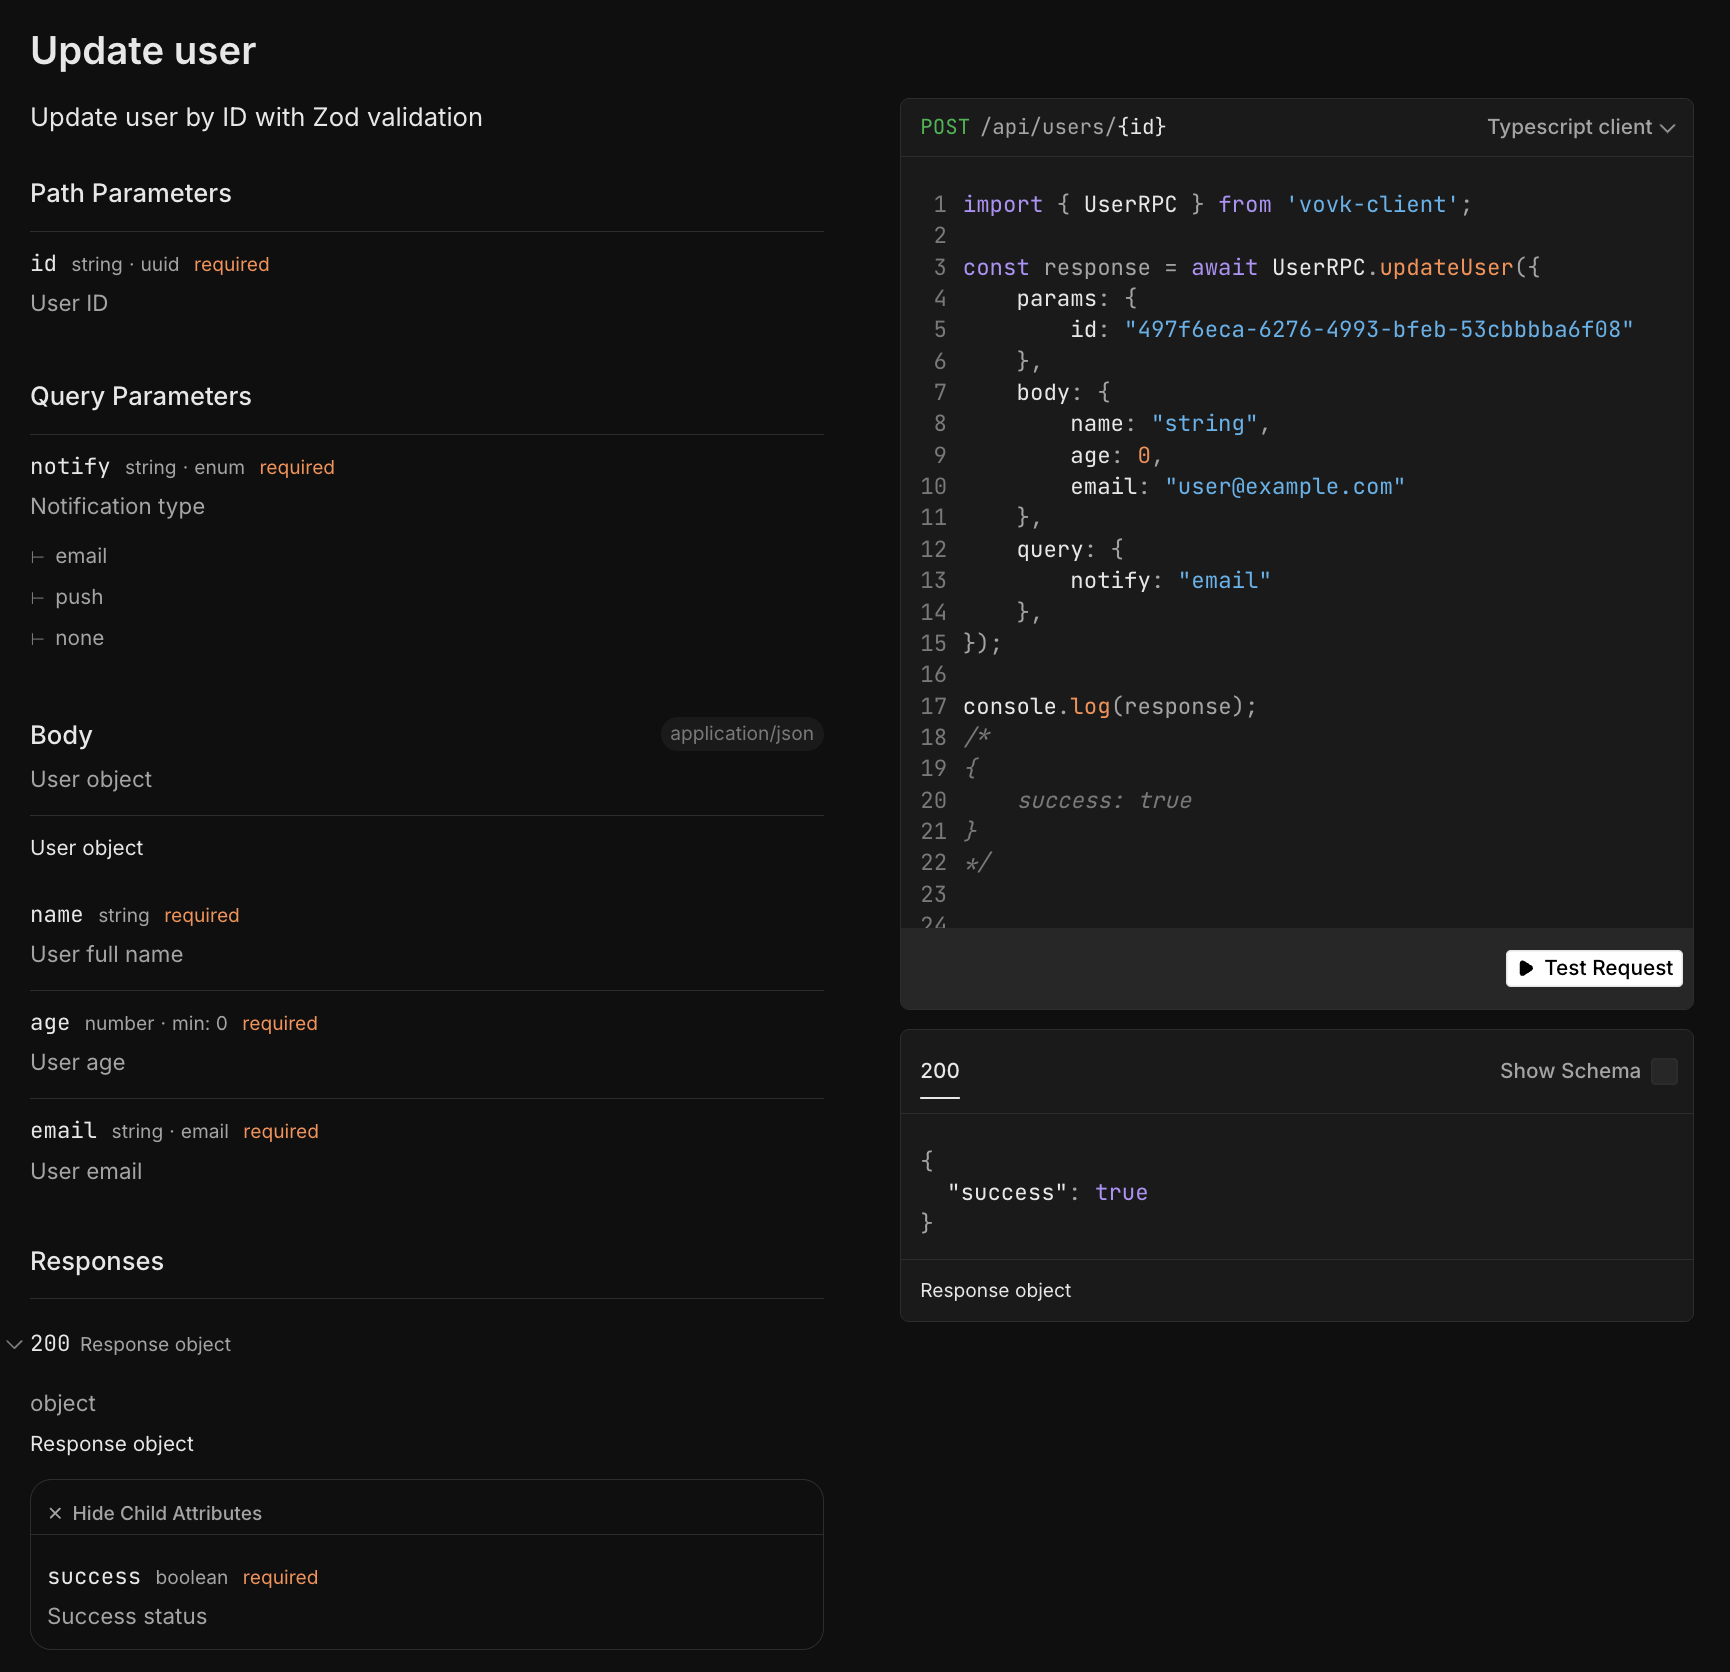 Update user
Update user by ID with Zod validation
Path Parameters
id string · uuid required
User ID
Query Parameters
notify string · enum required
Notification type
email
push
none
Body application/json
User object
User object
name string required
User full name
age number · min: 0 required
User age
email string · email required
User email
Responses
200 Response object
object
Response object
Hide Child Attributes
success boolean required
Success status
POST /api/users/{id} Typescript client
1 import { UserRPC } from 'vovk-client';
2
3 const response = await UserRPC.updateUser({
4     params: {
5         id: "497f6eca-6276-4993-bfeb-53cbbbba6f08"
6     },
7     body: {
8         name: "string",
9         age: 0,
10         email: "user@example.com"
11     },
12     query: {
13         notify: "email"
14     },
15 });
16
17 console.log(response);
18 /*
19 {
20     success: true
21 }
22 */
23
24
Test Request
200 Show Schema
{
  "success": true
}
Response object